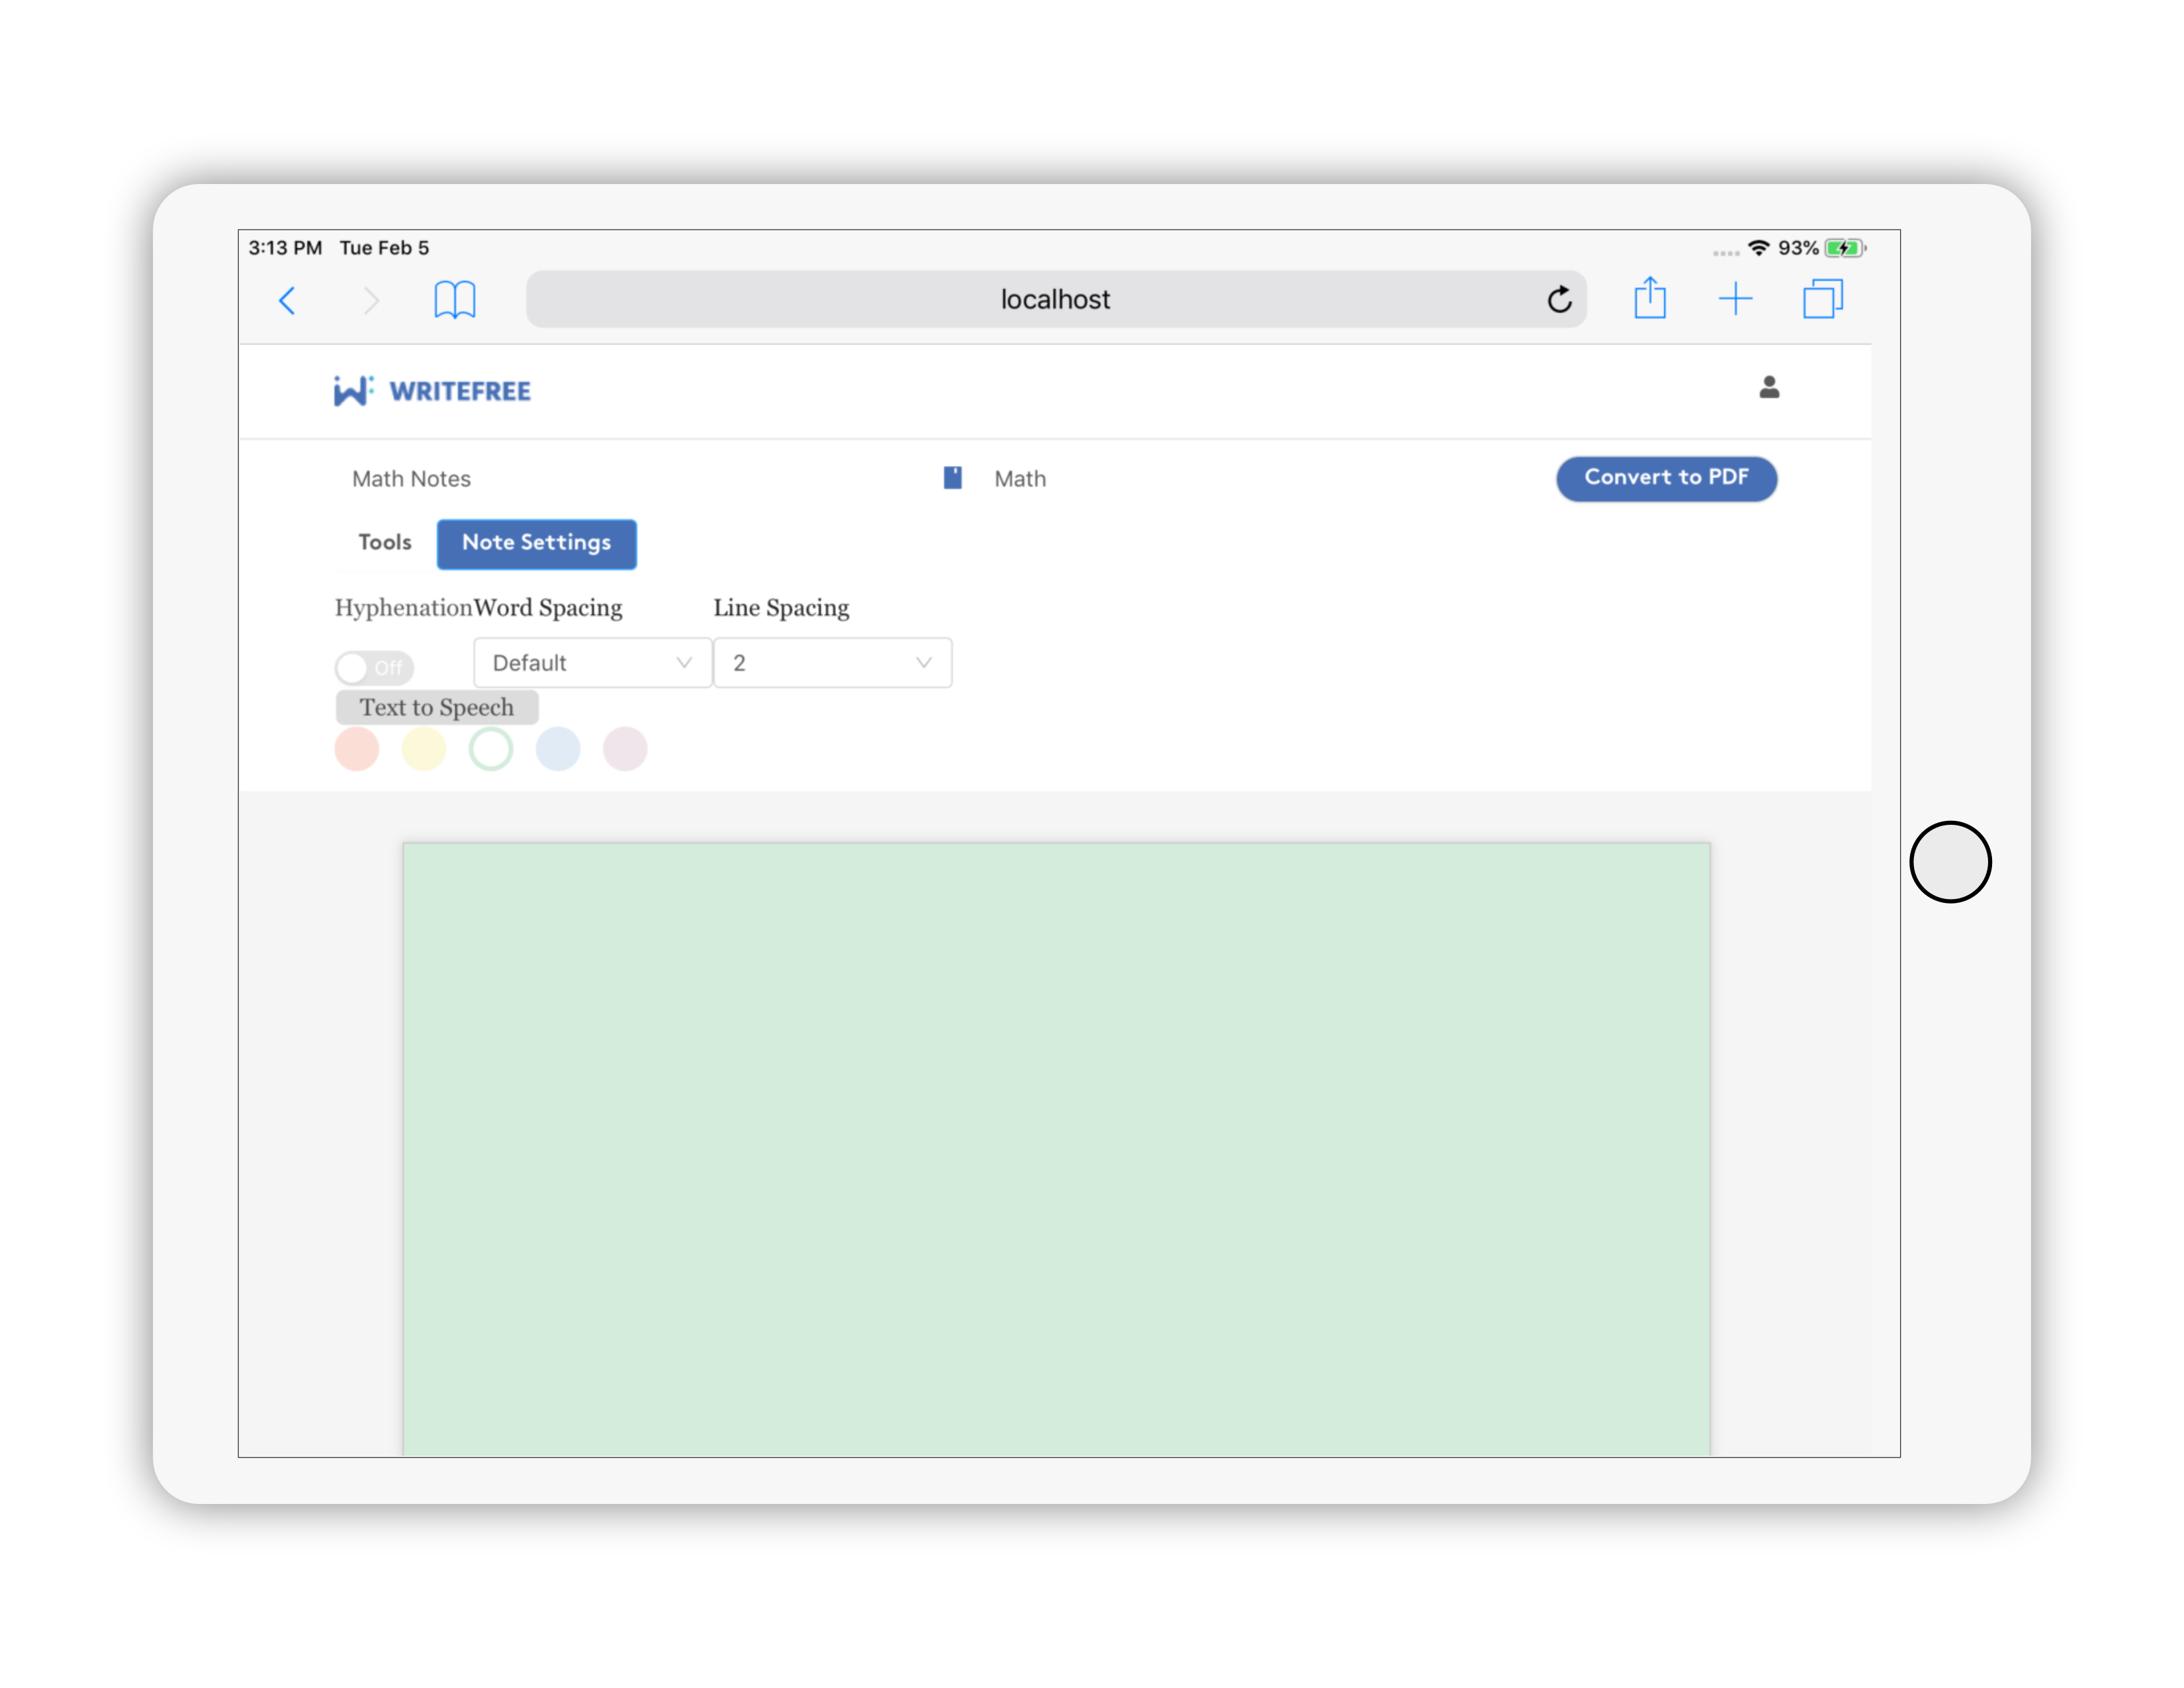 3:13 PM Tue Feb 5 93%
localhost
WRITEFREE
Math Notes Math Convert to PDF
Tools Note Settings
Hyphenation Word Spacing Line Spacing
Off Default 2
Text to Speech